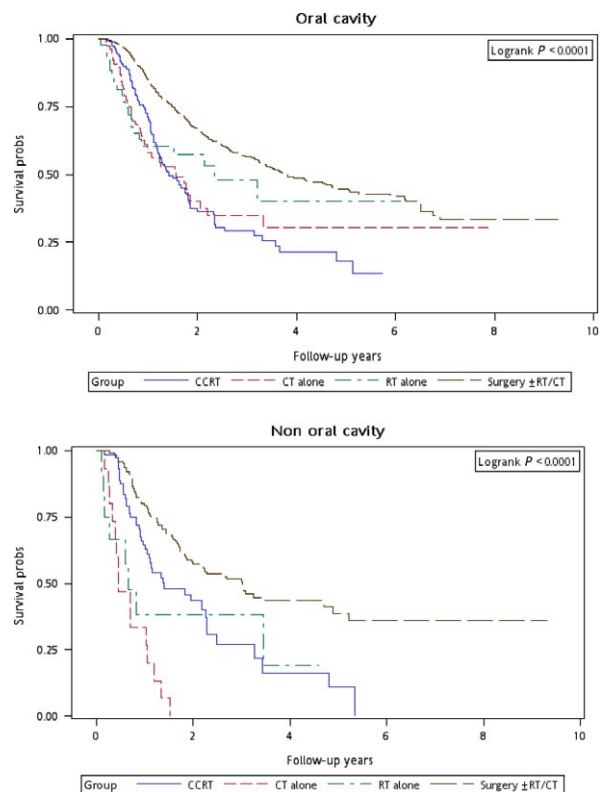 Oral cavity
Logrank P <0.0001
1.00
0.75
0.50
0.25
0.00
Survival probs
0 2 4 6 8 10
Follow-up years
Group CCRT CT alone RT alone Surgery ±RT/CT
Non oral cavity
Logrank P <0.0001
1.00
0.75
0.50
0.25
0.00
Survival probs
0 2 4 6 8 10
Follow-up years
Group CCRT CT alone RT alone Surgery ±RT/CT